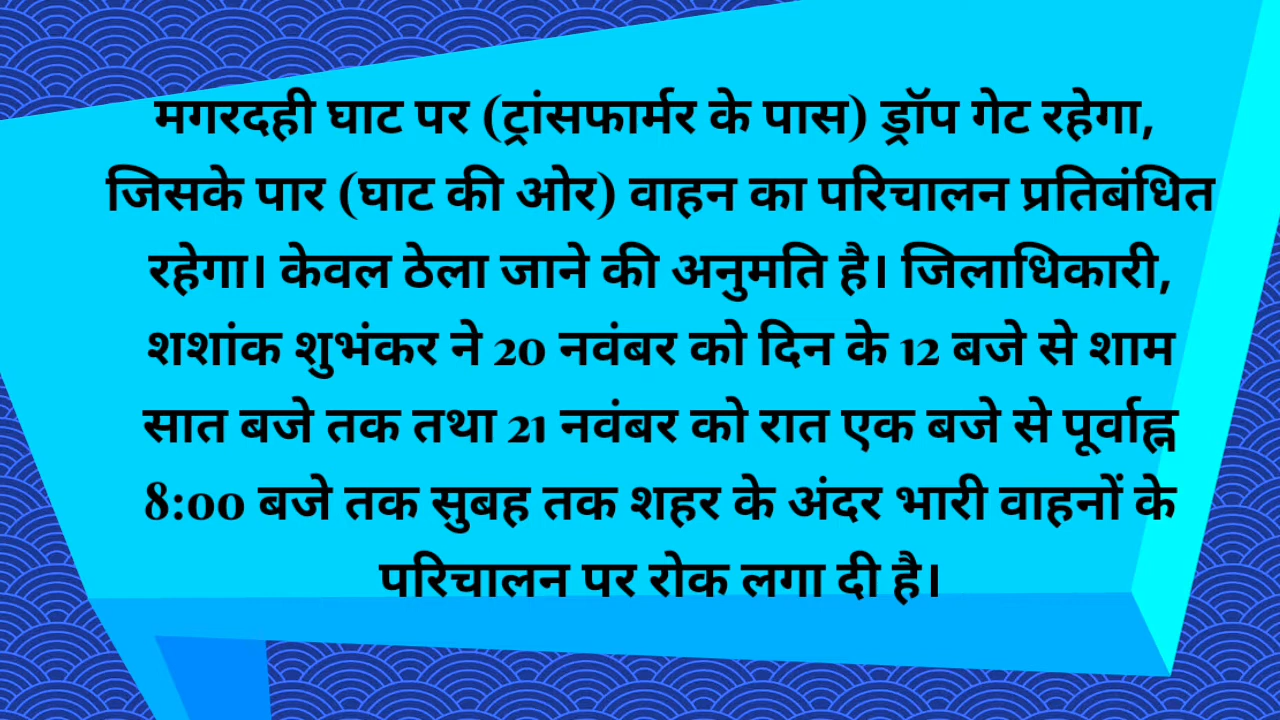 मगरदही घाट पर (ट्रांसफार्मर के पास) ड्रॉप गेट रहेगा,
जिसके पार (घाट की ओर) वाहन का परिचालन प्रतिबंधित
रहेगा। केवल ठेला जाने की अनुमति है। जिलाधिकारी,
शशांक शुभंकर ने 20 नवंबर को दिन के 12 बजे से शाम
सात बजे तक तथा 21 नवंबर को रात एक बजे से पूर्वाह्न
8:00 बजे तक सुबह तक शहर के अंदर भारी वाहनों के
परिचालन पर रोक लगा दी है।